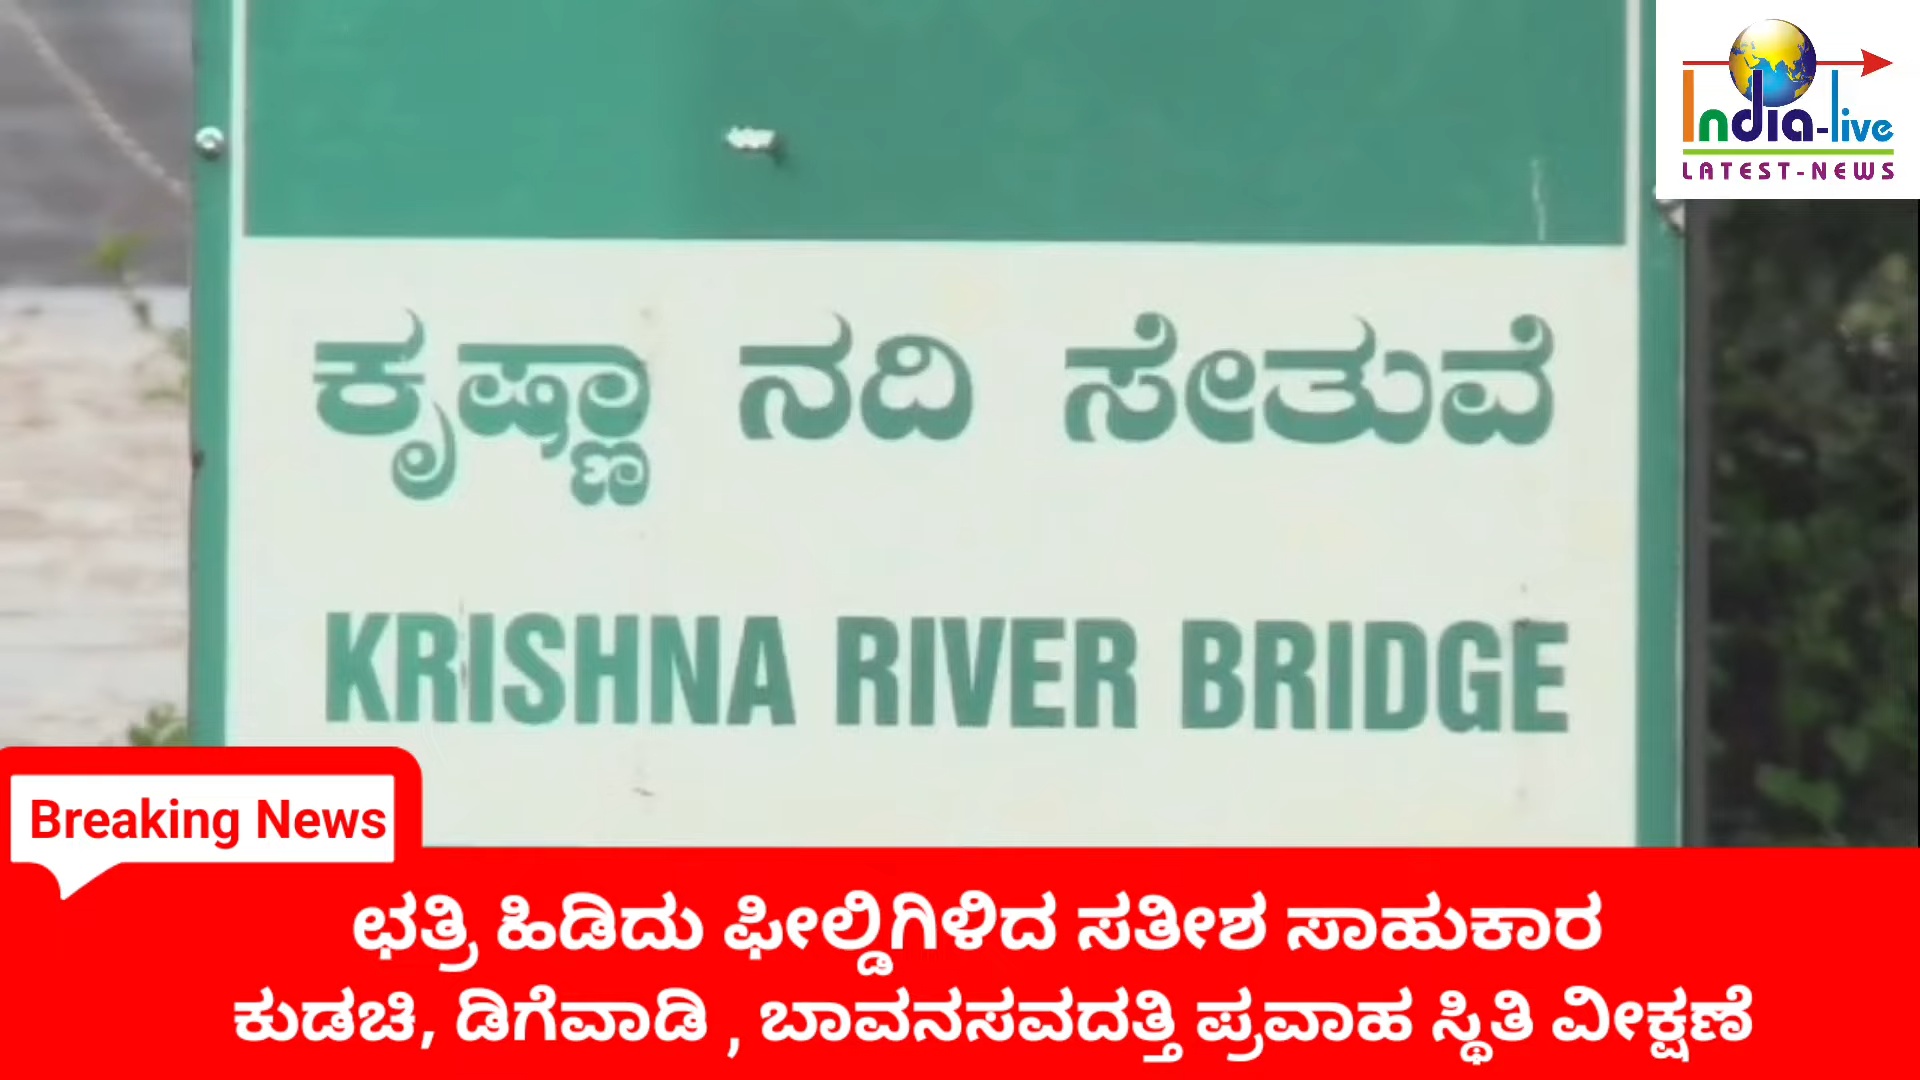 India-live
LATEST-NEWS
ಕೃಷ್ಣಾ ನದಿ ಸೇತುವೆ
KRISHNA RIVER BRIDGE
Breaking News
ಛತ್ರಿ ಹಿಡಿದು ಫೀಲ್ಡಿಗಿಳಿದ ಸತೀಶ ಸಾಹುಕಾರ
ಕುಡಚಿ, ಡಿಗೆವಾಡಿ , ಬಾವನಸವದತ್ತಿ ಪ್ರವಾಹ ಸ್ಥಿತಿ ವೀಕ್ಷಣೆ